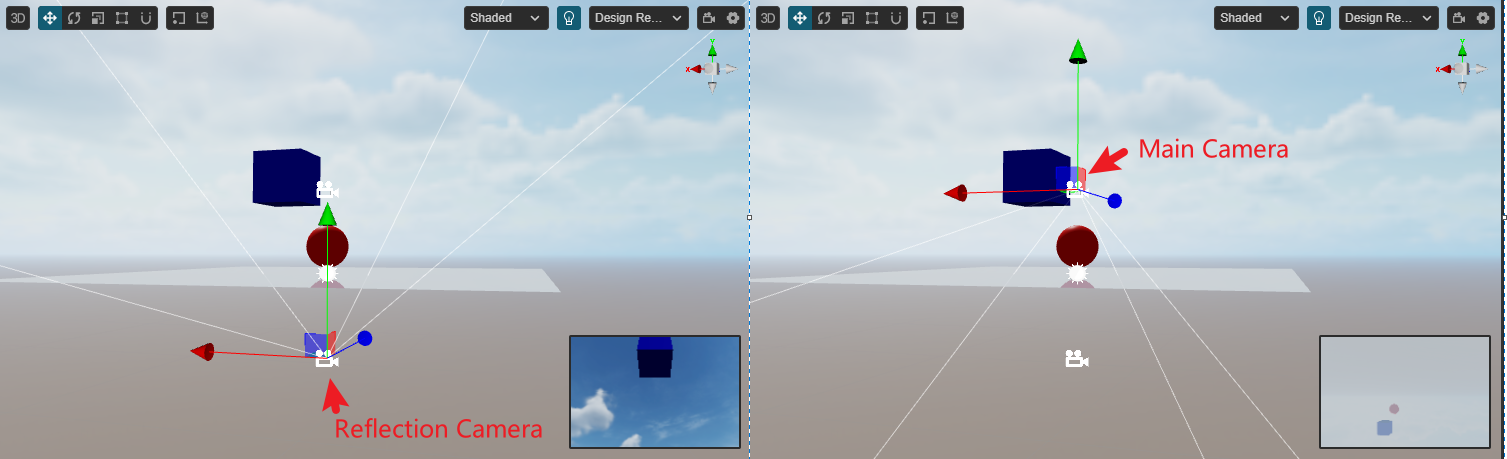 3D
Shaded
Design Re...
x
Y
Reflection Camera
3D
Shaded
Design Re...
x
Y
Main Camera